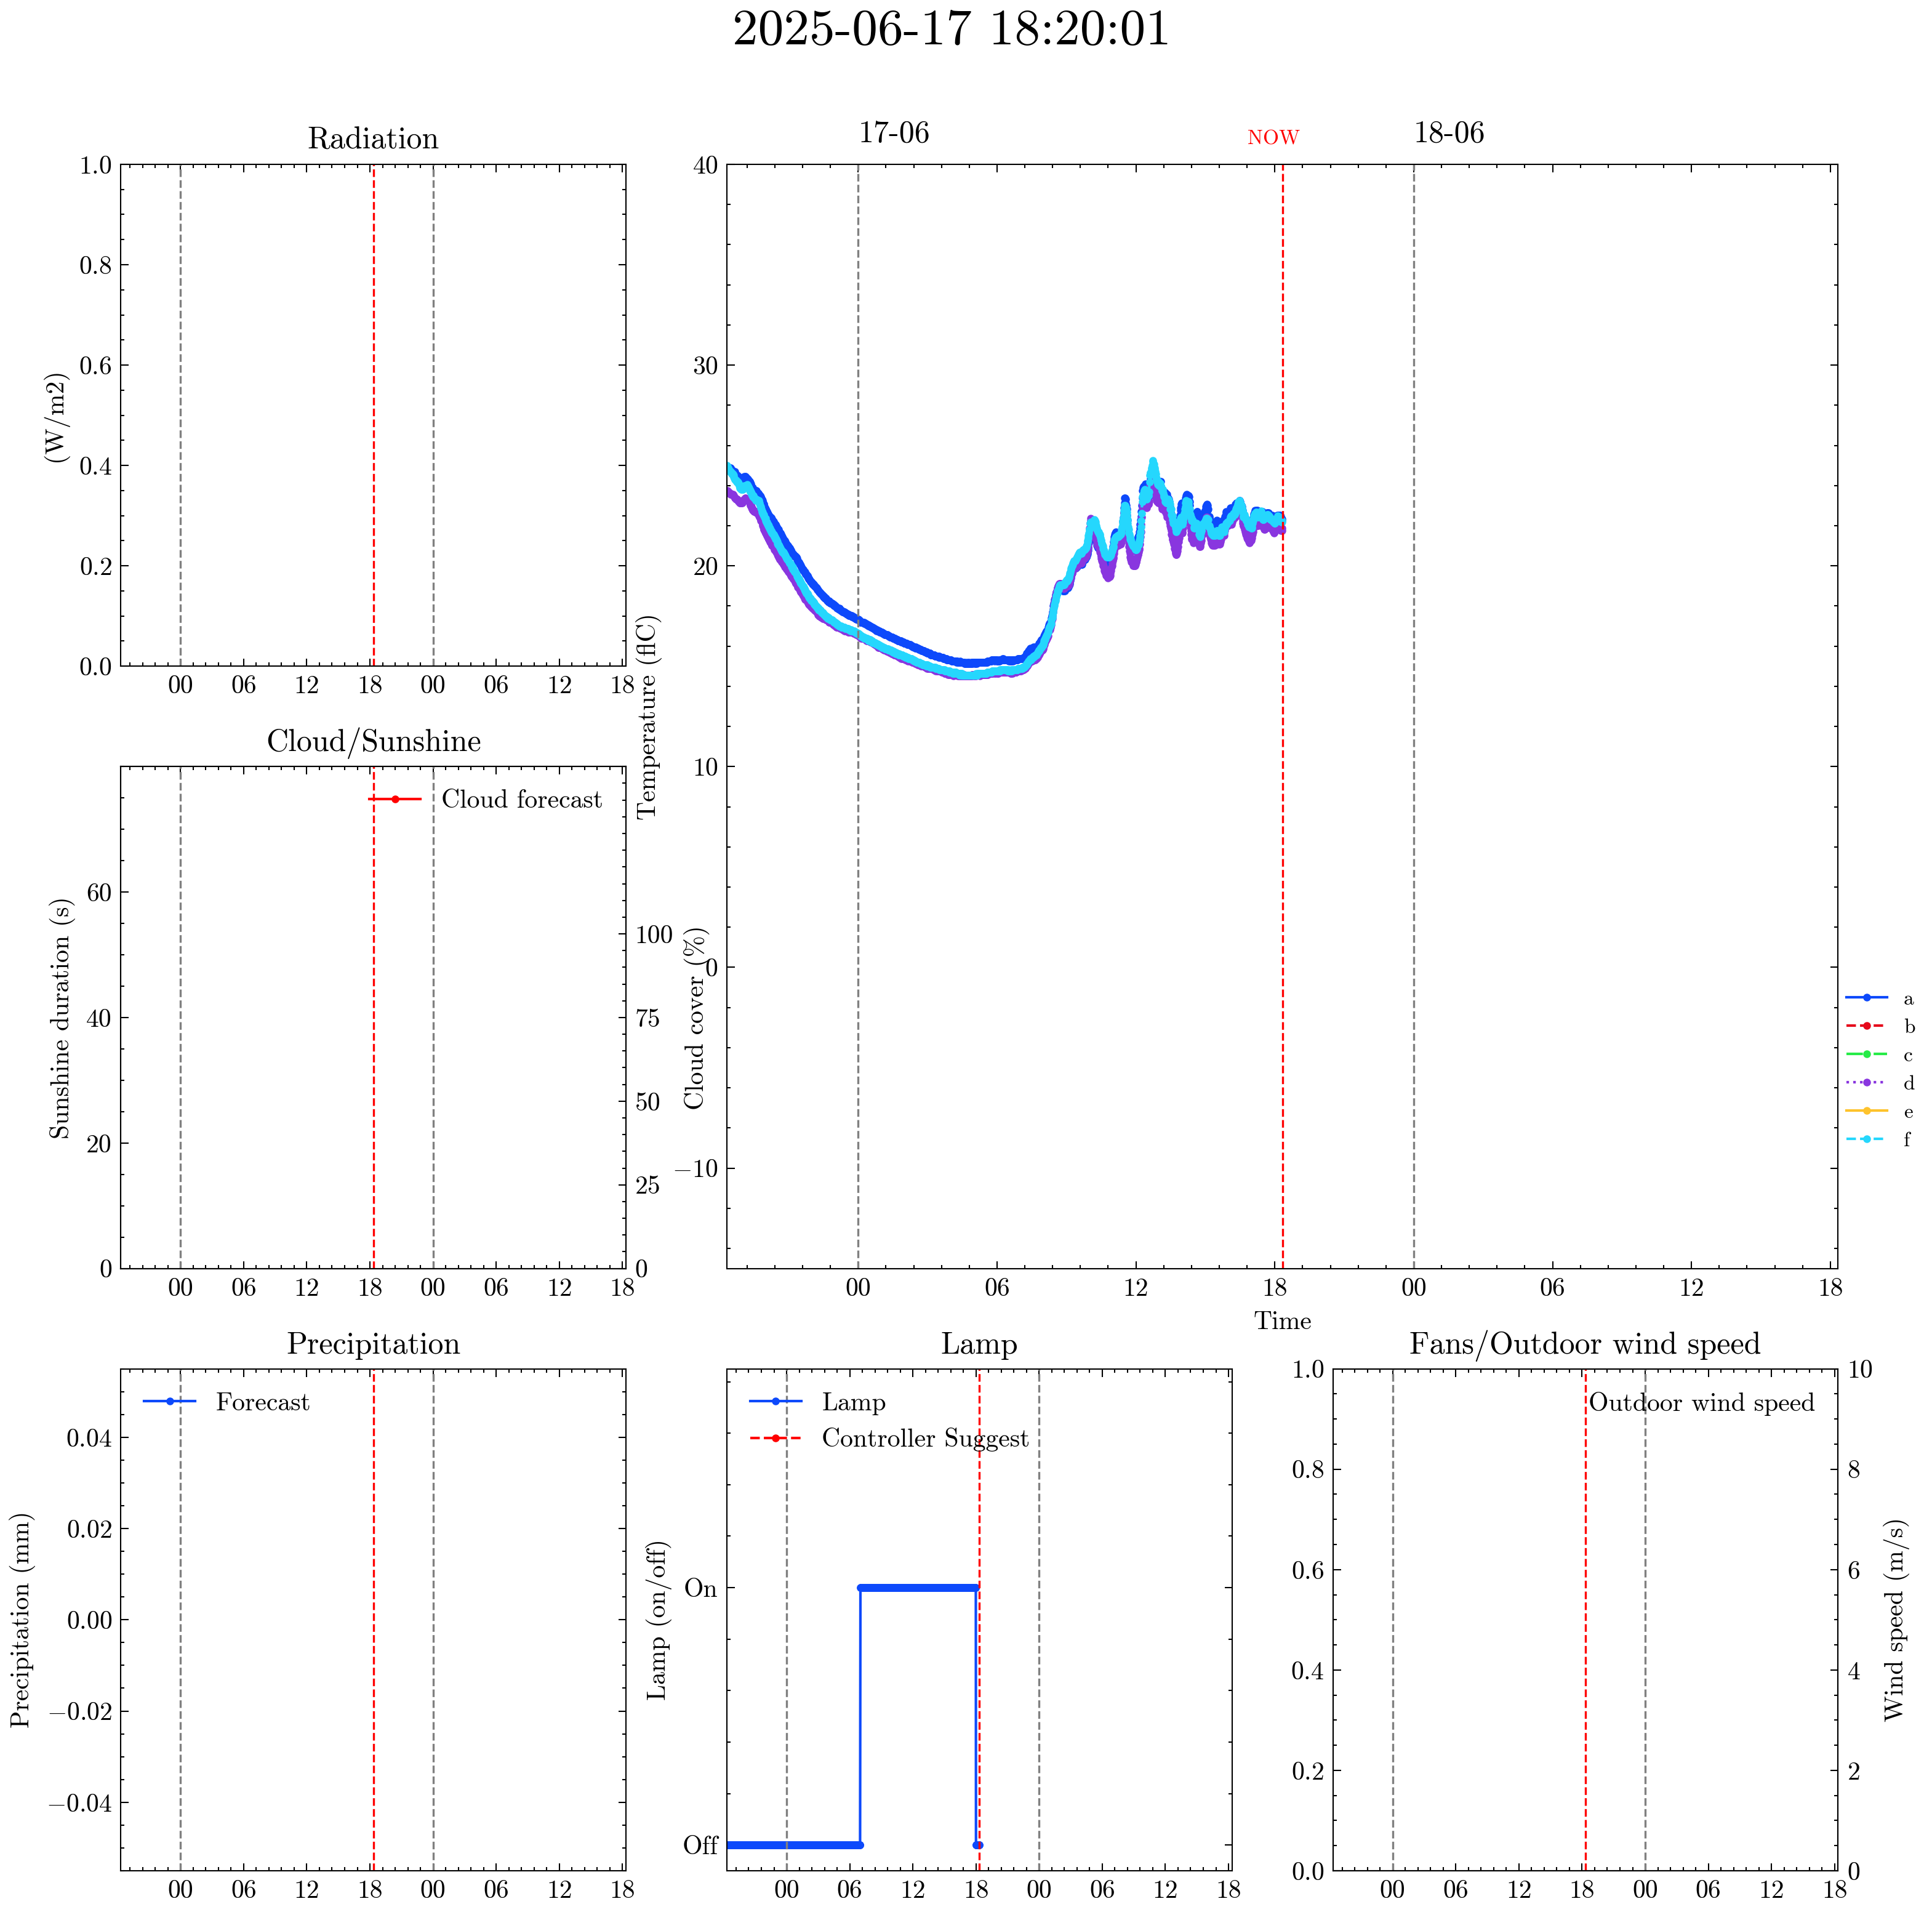 2025-06-17 18:20:01
Radiation
(W/m2)
1.0
0.8
0.6
0.4
0.2
0.0
00 06 12 18 00 06 12 18
17-06
NOW
18-06
Temperature (flC)
40
30
20
10
0
−10
00 06 12 18 00 06 12 18
Time
a
b
c
d
e
f
Cloud/Sunshine
Cloud forecast
Sunshine duration (s)
60
40
20
0
Cloud cover (%)
100
75
50
25
0
00 06 12 18 00 06 12 18
Precipitation
Forecast
Precipitation (mm)
0.04
0.02
0.00
−0.02
−0.04
00 06 12 18 00 06 12 18
Lamp
Lamp
Controller Suggest
Lamp (on/off)
On
Off
00 06 12 18 00 06 12 18
Fans/Outdoor wind speed
Outdoor wind speed
1.0
0.8
0.6
0.4
0.2
0.0
Wind speed (m/s)
10
8
6
4
2
0
00 06 12 18 00 06 12 18